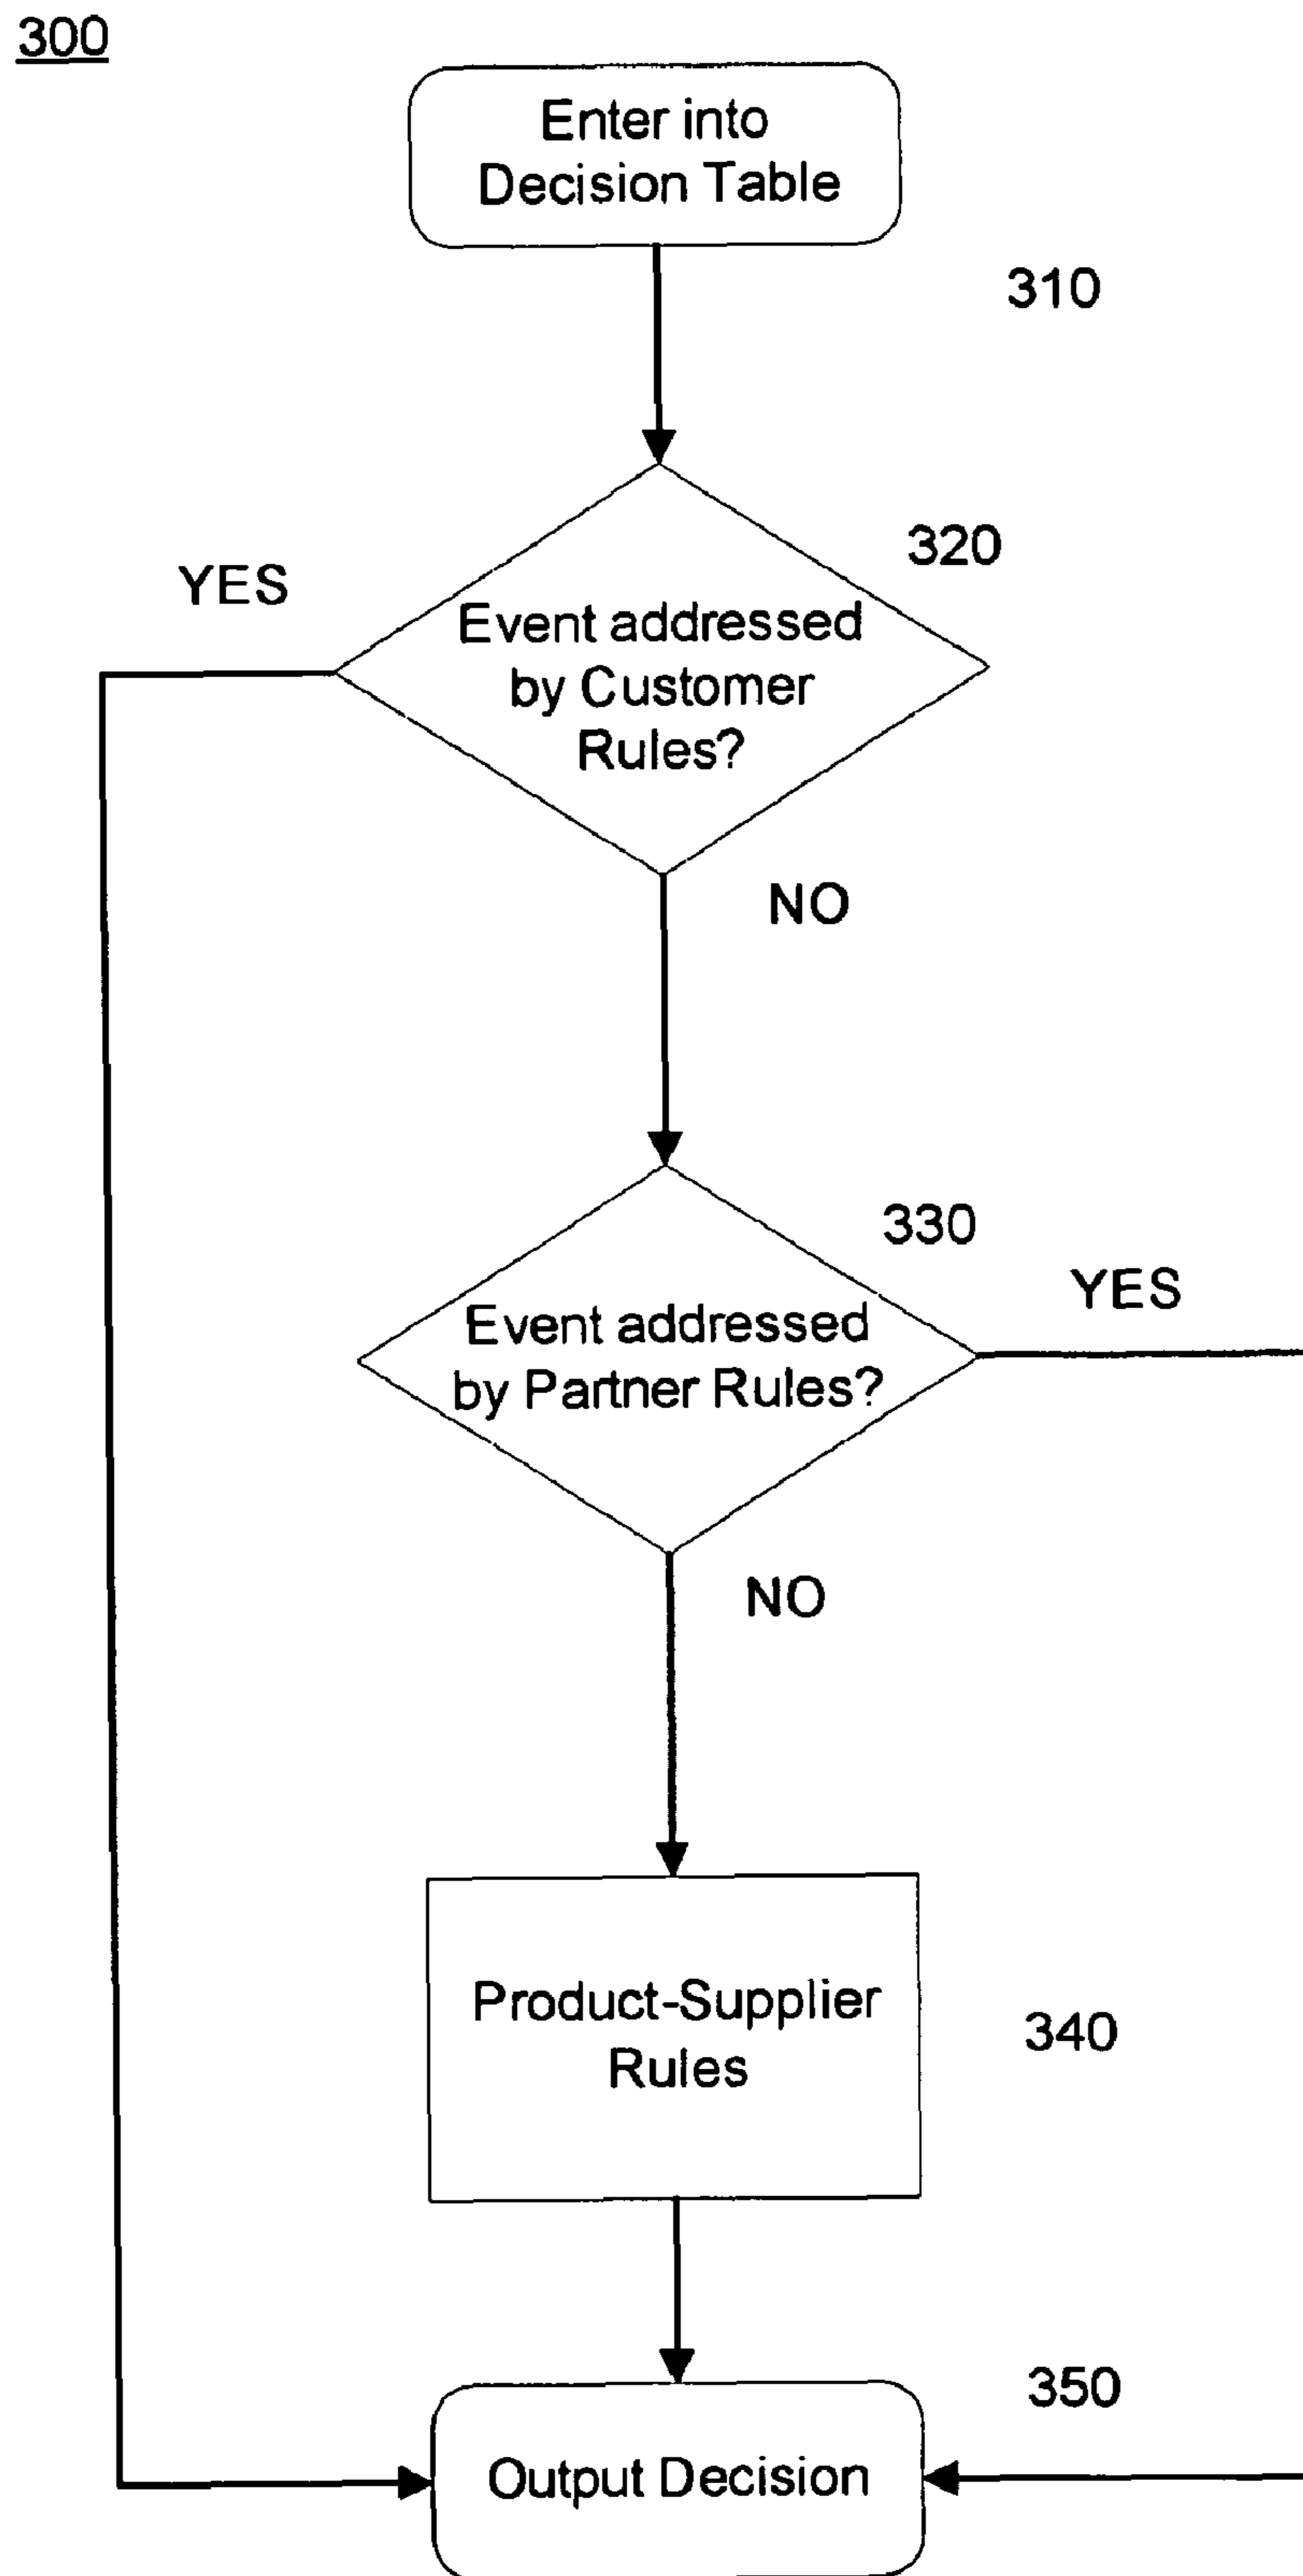 300
Enter into
Decision Table
310
320
YES
Event addressed
by Customer
Rules?
NO
330
YES
Event addressed
by Partner Rules?
NO
Product-Supplier
Rules
340
350
Output Decision